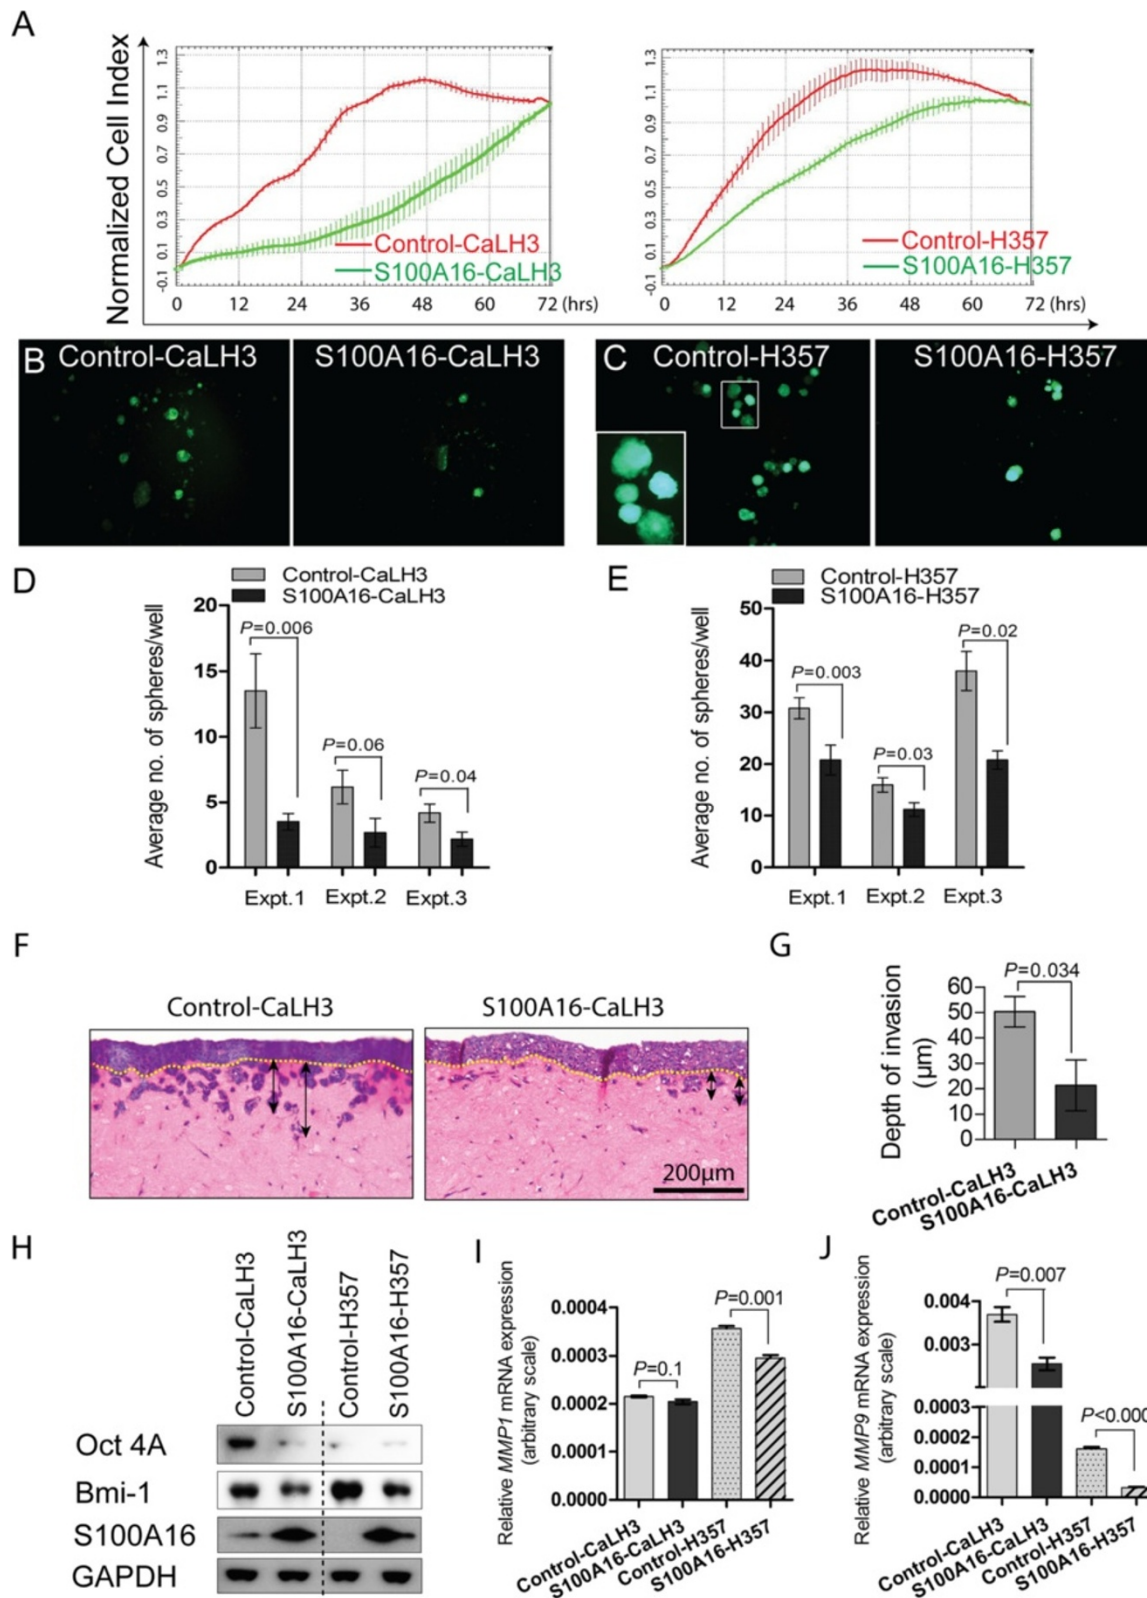 A
Normalized Cell Index
1.3
1.1
0.9
0.7
0.5
0.3
0.1
-0.1
Control-CaLH3
S100A16-CaLH3
0 12 24 36 48 60 72 (hrs)
1.3
1.1
0.9
0.7
0.5
0.3
0.1
-0.1
Control-H357
S100A16-H357
0 12 24 36 48 60 72 (hrs)
B Control-CaLH3 S100A16-CaLH3
C Control-H357 S100A16-H357
D
Control-CaLH3
S100A16-CaLH3
Average no. of spheres/well
20
15
10
5
0
P=0.006
P=0.06
P=0.04
Expt.1 Expt.2 Expt.3
E
Control-H357
S100A16-H357
Average no. of spheres/well
50
40
30
20
10
0
P=0.003
P=0.03
P=0.02
Expt.1 Expt.2 Expt.3
F
Control-CaLH3 S100A16-CaLH3
200µm
G
Depth of invasion
(µm)
60
50
40
30
20
10
0
P=0.034
Control-CaLH3
S100A16-CaLH3
H
Control-CaLH3
S100A16-CaLH3
Control-H357
S100A16-H357
Oct 4A
Bmi-1
S100A16
GAPDH
I
Relative MMP1 mRNA expression
(arbitrary scale)
0.0004
0.0003
0.0002
0.0001
0.0000
P=0.1
P=0.001
Control-CaLH3
S100A16-CaLH3
Control-H357
S100A16-H357
J
Relative MMP9 mRNA expression
(arbitrary scale)
0.004
0.003
0.0003
0.0002
0.0001
0.0000
P=0.007
P<0.000
Control-CaLH3
S100A16-CaLH3
Control-H357
S100A16-H357